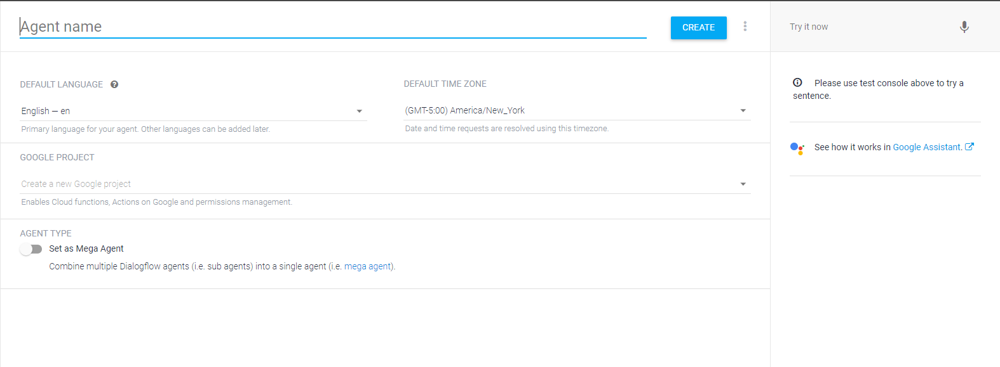 Agent name
CREATE
Try it now
DEFAULT LANGUAGE
English — en
Primary language for your agent. Other languages can be added later.
DEFAULT TIME ZONE
(GMT-5:00) America/New_York
Date and time requests are resolved using this timezone.
Please use test console above to try a
sentence.
GOOGLE PROJECT
Create a new Google project
Enables Cloud functions, Actions on Google and permissions management.
See how it works in Google Assistant.
AGENT TYPE
Set as Mega Agent
Combine multiple Dialogflow agents (i.e. sub agents) into a single agent (i.e. mega agent).